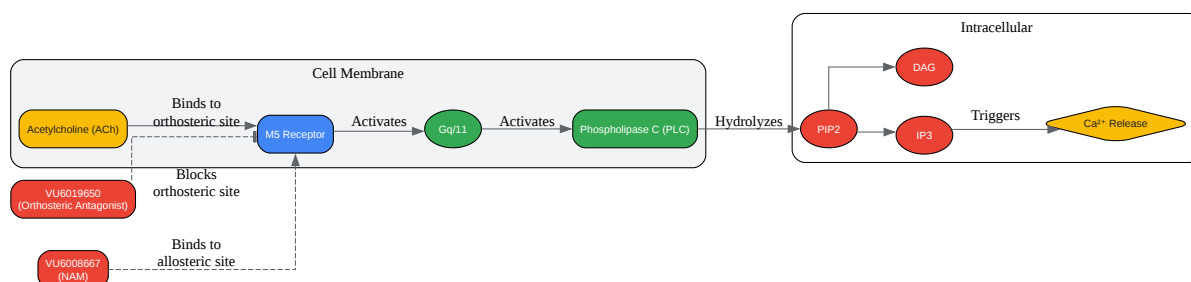 Intracellular
Cell Membrane
DAG
Binds to
orthosteric site
Acetylcholine (ACh)
M5 Receptor
Activates
Gq/11
Activates
Phospholipase C (PLC)
Hydrolyzes
PIP2
IP3
Triggers
Ca²⁺ Release
Blocks
orthosteric site
VU6019650
(Orthosteric Antagonist)
Binds to
allosteric site
VU6008667
(NAM)